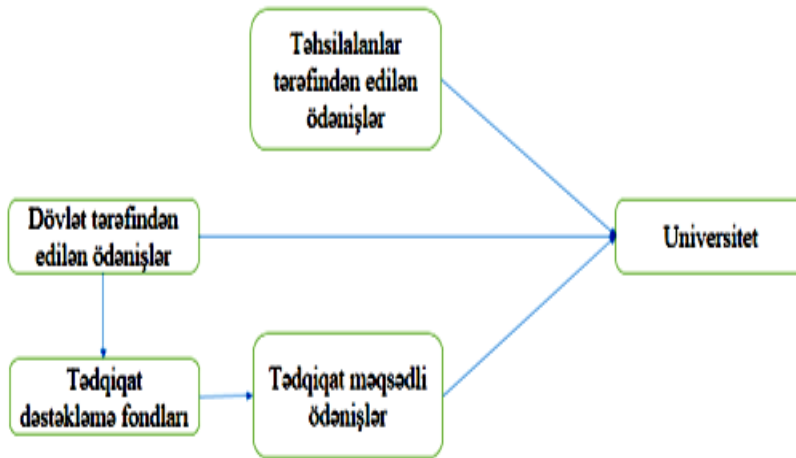 Təhsilalanlar
tərəfindən edilən
ödənişlər
Dövlət tərəfindən
edilən ödənişlər
Universitet
Tədqiqat
dəstəkləmə fondları
Tədqiqat məqsədli
ödənişlər